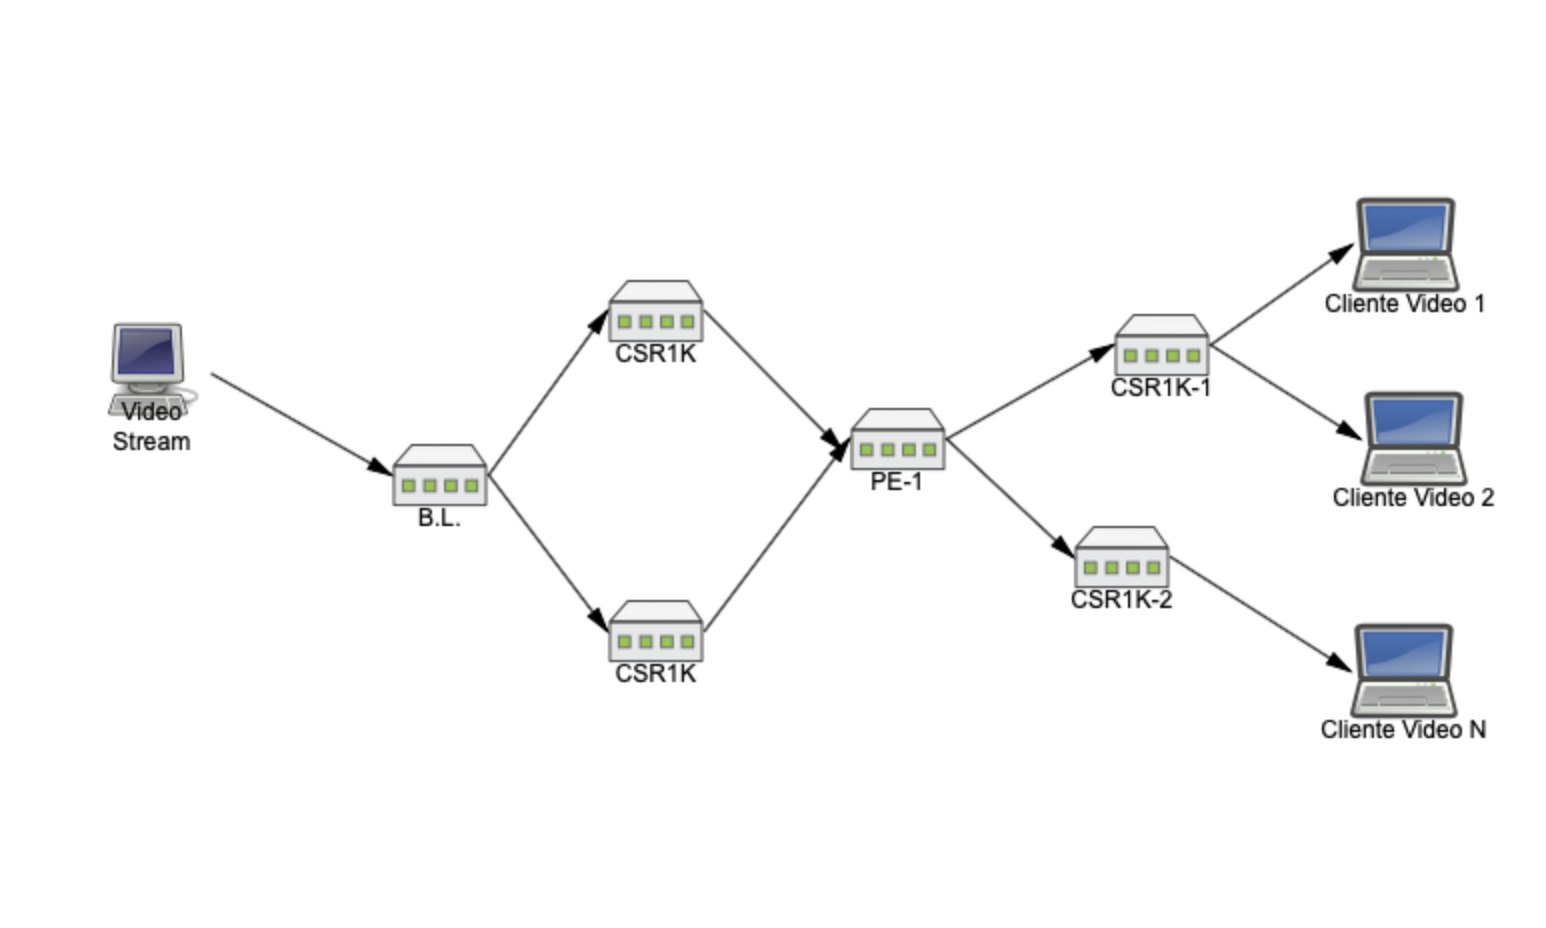 Video
Stream
B.L.
CSR1K
CSR1K
PE-1
CSR1K-1
CSR1K-2
Cliente Video 1
Cliente Video 2
Cliente Video N